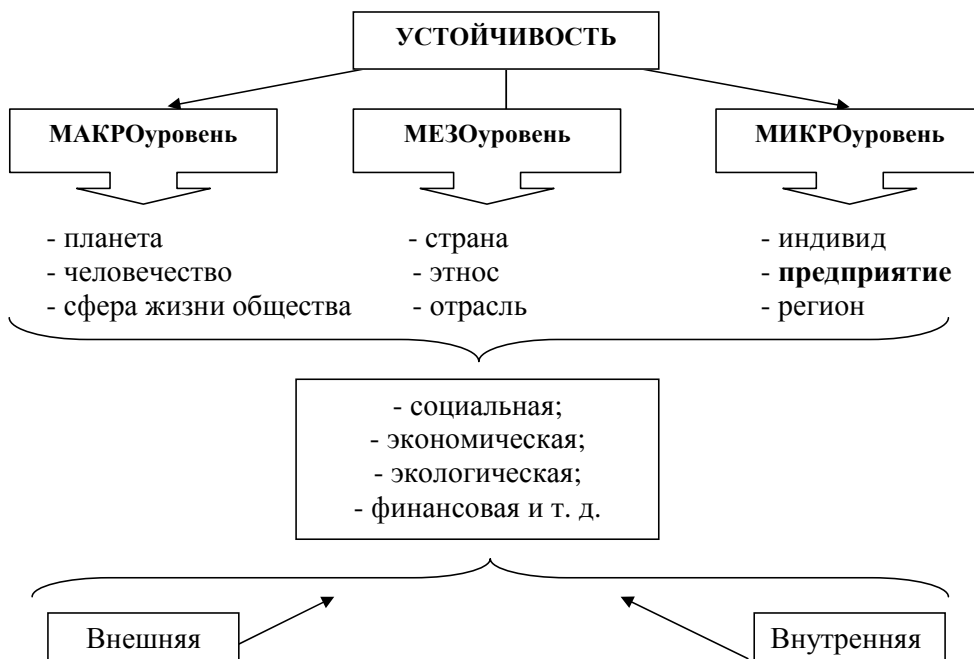 УСТОЙЧИВОСТЬ
МАКРОуровень
МЕЗОуровень
МИКРОуровень
- планета
- человечество
- сфера жизни общества
- страна
- этнос
- отрасль
- индивид
- предприятие
- регион
- социальная;
- экономическая;
- экологическая;
- финансовая и т. д.
Внешняя
Внутренняя